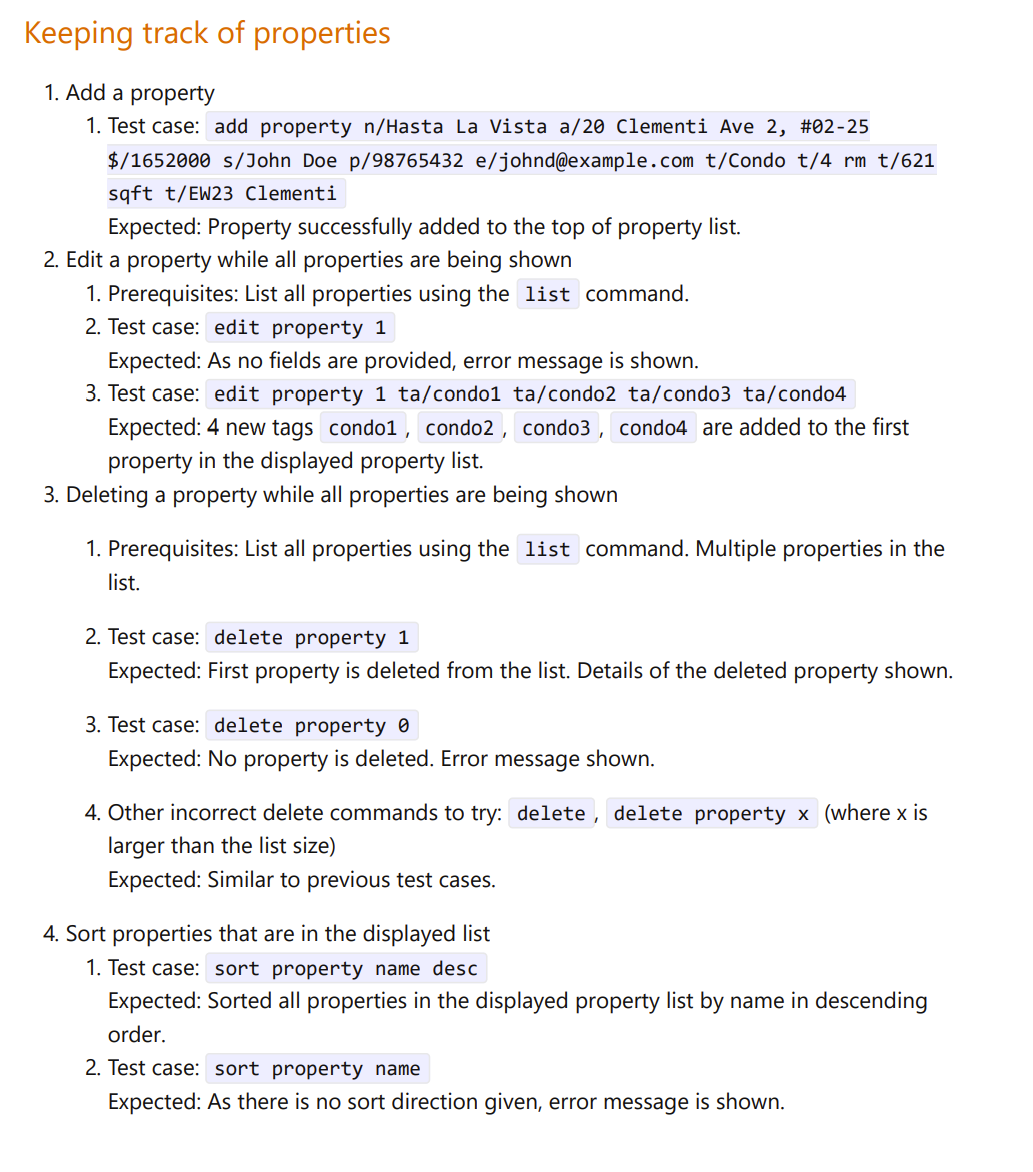 Keeping track of properties
1. Add a property
1. Test case: add property n/Hasta La Vista a/20 Clementi Ave 2, #02-25
$/1652000 s/John Doe p/98765432 e/johnd@example.com t/Condo t/4 rm t/621
sqft t/EW23 Clementi
Expected: Property successfully added to the top of property list.
2. Edit a property while all properties are being shown
1. Prerequisites: List all properties using the list command.
2. Test case: edit property 1
Expected: As no fields are provided, error message is shown.
3. Test case: edit property 1 ta/condo1 ta/condo2 ta/condo3 ta/condo4
Expected: 4 new tags condo1, condo2, condo3, condo4 are added to the first
property in the displayed property list.
3. Deleting a property while all properties are being shown
1. Prerequisites: List all properties using the list command. Multiple properties in the
list.
2. Test case: delete property 1
Expected: First property is deleted from the list. Details of the deleted property shown.
3. Test case: delete property 0
Expected: No property is deleted. Error message shown.
4. Other incorrect delete commands to try: delete, delete property x (where x is
larger than the list size)
Expected: Similar to previous test cases.
4. Sort properties that are in the displayed list
1. Test case: sort property name desc
Expected: Sorted all properties in the displayed property list by name in descending
order.
2. Test case: sort property name
Expected: As there is no sort direction given, error message is shown.